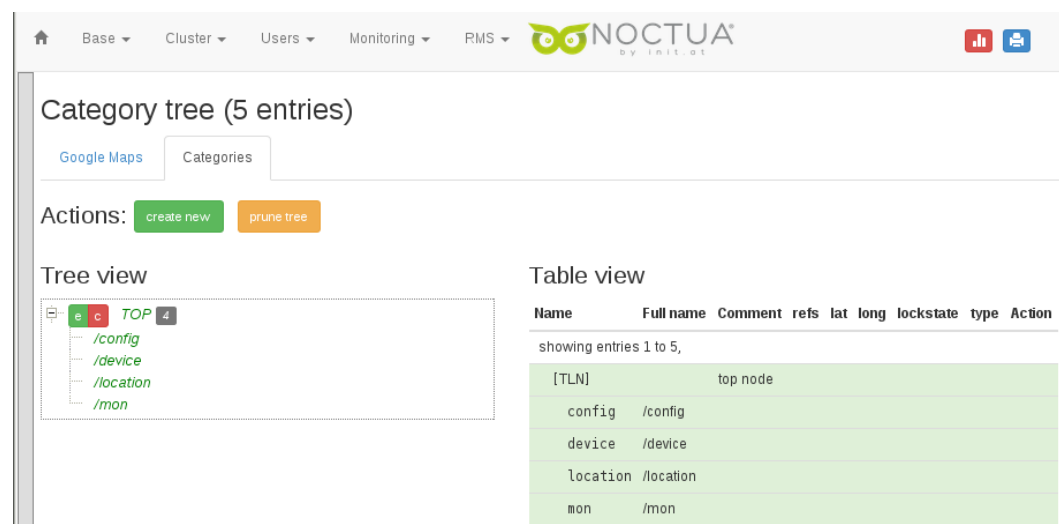 Base Cluster Users Monitoring RMS NOCTUA®
by init.at
Category tree (5 entries)
Google Maps Categories
Actions: create new prune tree
Tree view
e c TOP 4
/config
/device
/location
/mon
Table view
Name Full name Comment refs lat long lockstate type Action
showing entries 1 to 5,
[TLN] top node
config /config
device /device
location /location
mon /mon